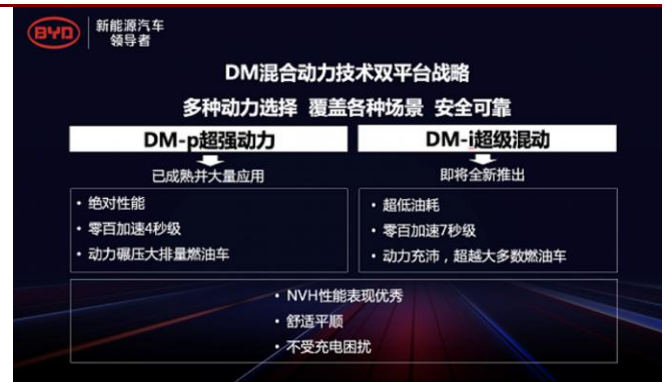 BYD
新能源汽车
领导者
DM混合动力技术双平台战略
多种动力选择 覆盖各种场景 安全可靠
DM-p超强动力
DM-i超级混动
已成熟并大量应用
即将全新推出
• 绝对性能
• 零百加速4秒级
• 动力碾压大排量燃油车
• 超低油耗
• 零百加速7秒级
• 动力充沛，超越大多数燃油车
• NVH性能表现优秀
• 舒适平顺
• 不受充电困扰